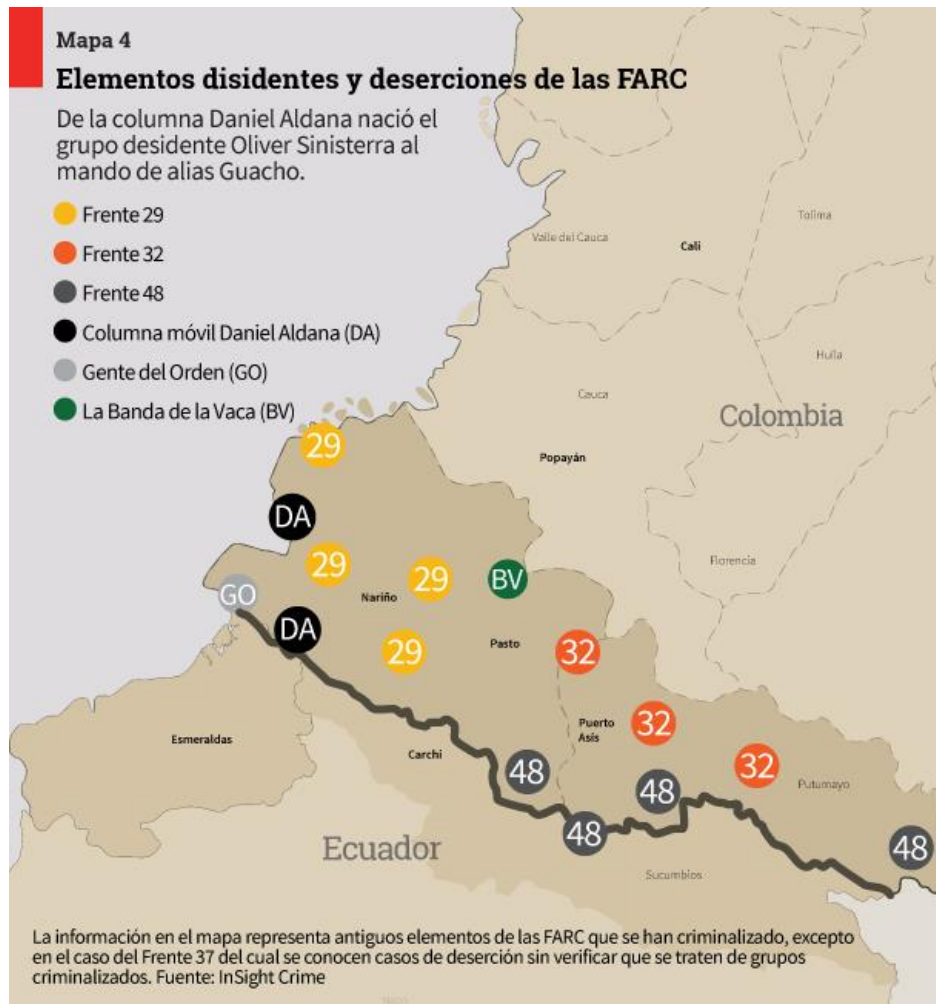 Mapa 4
Elementos disidentes y deserciones de las FARC
De la columna Daniel Aldana nació el
grupo desidente Oliver Sinisterra al
mando de alias Guacho.
Frente 29
Frente 32
Frente 48
Columna móvil Daniel Aldana (DA)
Gente del Orden (GO)
La Banda de la Vaca (BV)
Tolima
Valle del Cauca
Cali
Huila
Cauca
Colombia
Popayán
29
DA
Florencia
29
29
BV
GO
Nariño
DA
29
Pasto
32
Puerto
Asís
32
Esmeraldas
Carchi
48
48
32
Putumayo
48
48
Ecuador
Sucumbíos
La información en el mapa representa antiguos elementos de las FARC que se han criminalizado, excepto
en el caso del Frente 37 del cual se conocen casos de deserción sin verificar que se traten de grupos
criminalizados. Fuente: InSight Crime